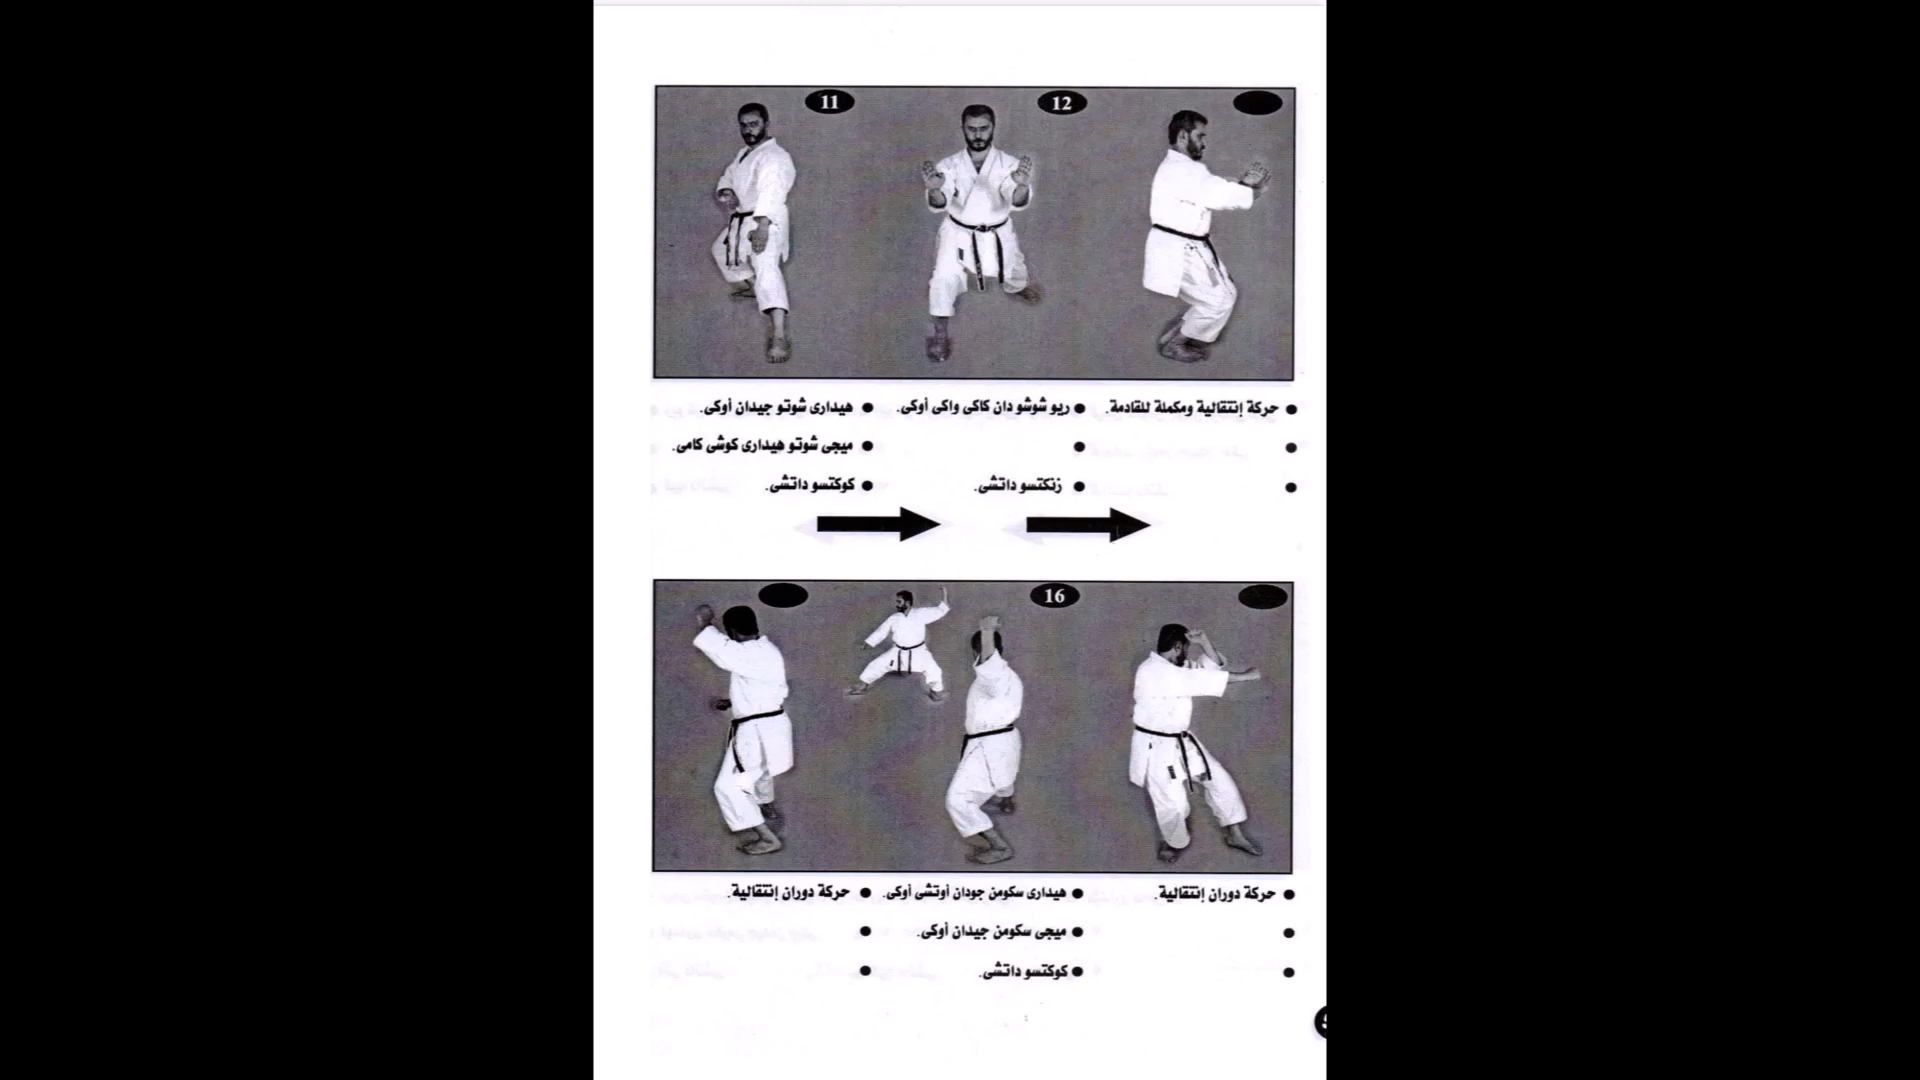 12
11
حركة إنتقالية ومكملة للقادمة.
ريو شوشو دان كاكى واكى أوكى.
هيدارى شوتو جيدان أوكى.
ميجى شوتو هيدارى كوشى كامى.
زنكتسو داتشى.
كوكتسو داتشى.
16
حركة دوران إنتقالية.
هيدارى سكومن جودان أوتشى أوكى.
حركة دوران إنتقالية.
ميجى سكومن جيدان أوكى.
كوكتسو داتشى.